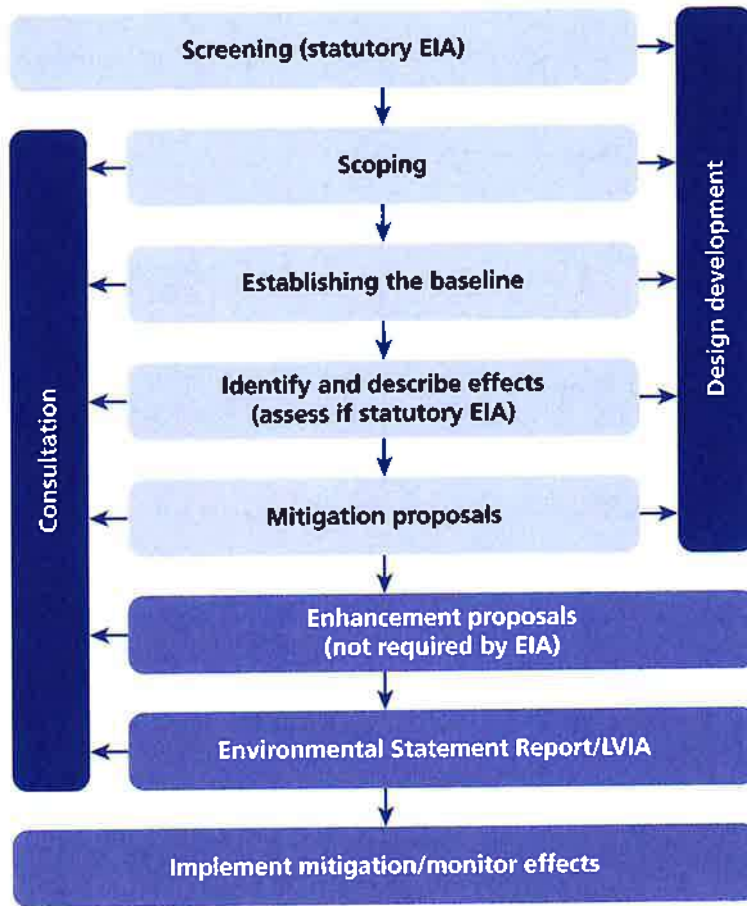 Screening (statutory EIA)
Scoping
Establishing the baseline
Identify and describe effects
(assess if statutory EIA)
Mitigation proposals
Enhancement proposals
(not required by EIA)
Environmental Statement Report/LVIA
Implement mitigation/monitor effects
Consultation
Design development